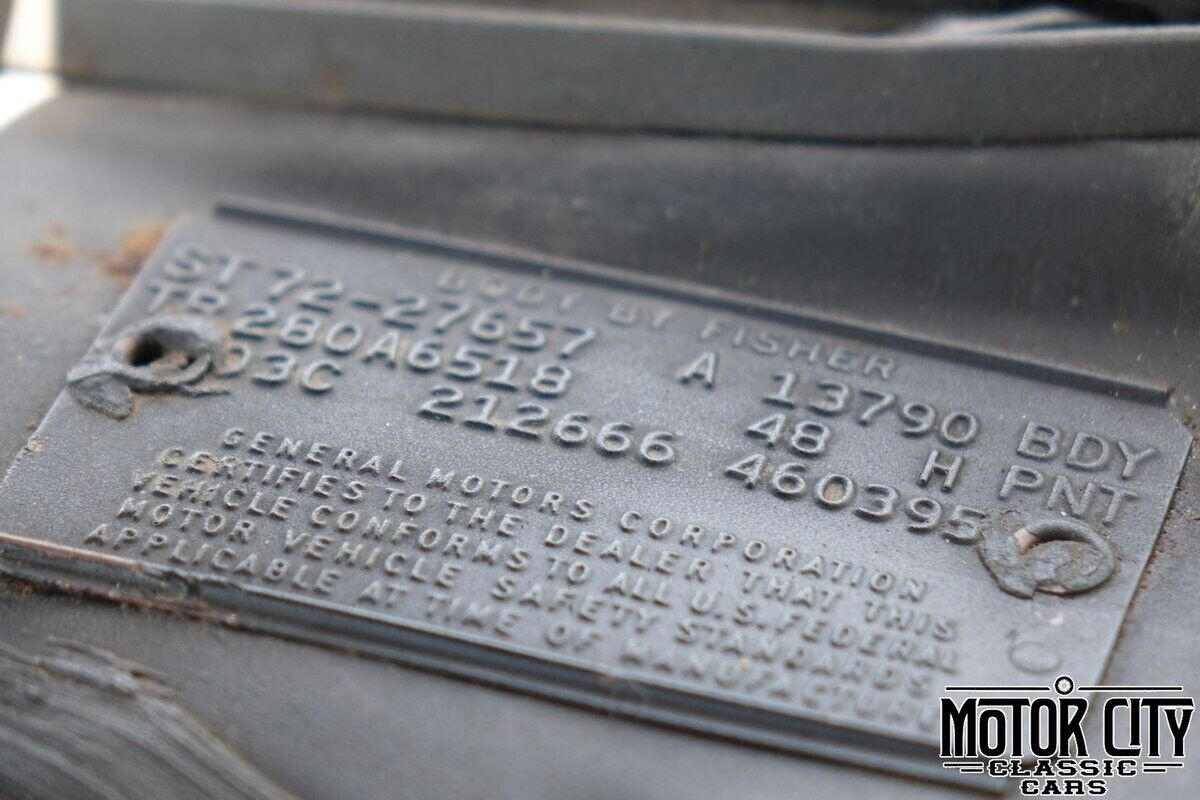 BODY BY FISHER
ST 72-27657 A 13790 BDY
TR 280A6518 48 H PNT
03C 212666 460395
GENERAL MOTORS CORPORATION
CERTIFIES TO THE DEALER THAT THIS
VEHICLE CONFORMS TO ALL U.S. FEDERAL
MOTOR VEHICLE SAFETY STANDARDS
APPLICABLE AT TIME OF MANUFACTURE
MOTOR CITY
CLASSIC
CARS